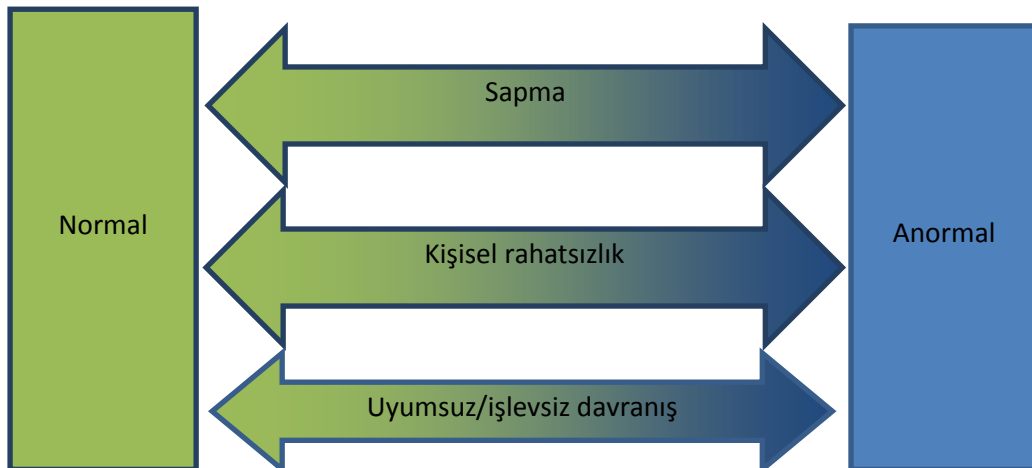 Sapma
Normal
Kişisel rahatsızlık
Anormal
Uyumsuz/işlevsiz davranış